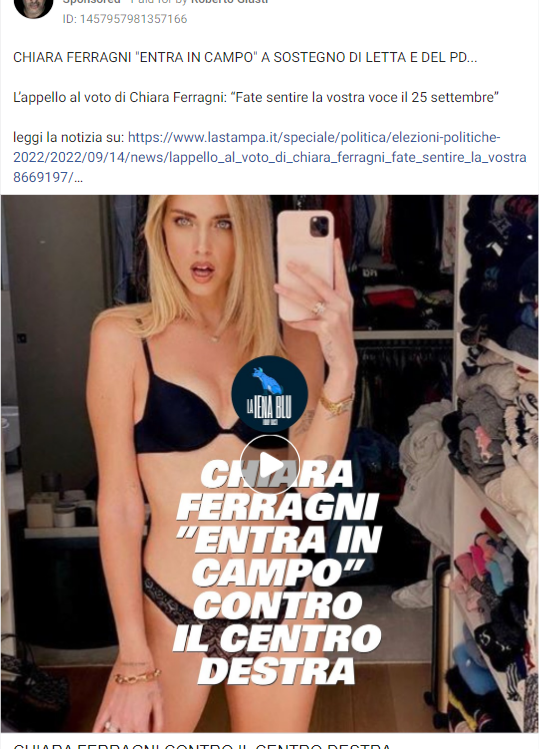 Sponsored • Paid for by Roberto Giusti
ID: 1457957981357166
CHIARA FERRAGNI "ENTRA IN CAMPO" A SOSTEGNO DI LETTA E DEL PD...
L'appello al voto di Chiara Ferragni: “Fate sentire la vostra voce il 25 settembre”
leggi la notizia su: https://www.lastampa.it/speciale/politica/elezioni-politiche-
2022/2022/09/14/news/lappello_al_voto_di_chiara_ferragni_fate_sentire_la_vostra
8669197/...
LA
IENA BLU
CHIARA
FERRAGNI
"ENTRA IN
CAMPO"
CONTRO
IL CENTRO
DESTRA
CHIARA FERRAGNI CONTRO IL CENTRO DESTRA